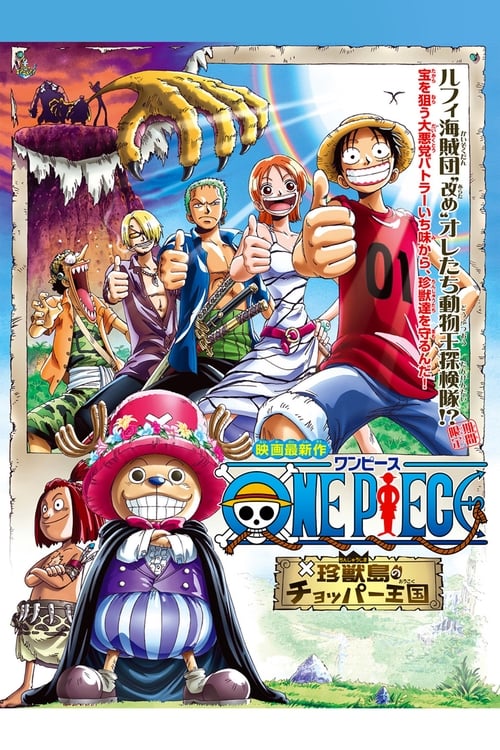 ルフィ海賊団"改め"オレたち動物王探検隊!?
期間限定
宝を狙う大悪党バトラーいち味から、珍獣達を守るんだ!
01
映画最新作
ワンピース
ONE PIECE
珍獣島の
チョッパー王国